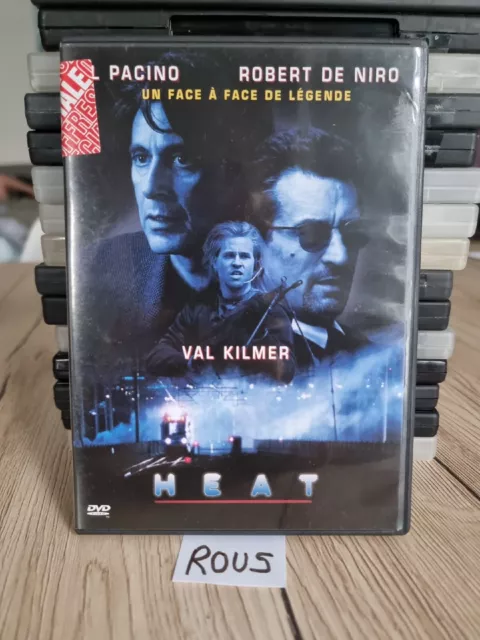 L PACINO ROBERT DE NIRO
UN FACE À FACE DE LÉGENDE
VAL KILMER
HEAT
DVD
ROUS